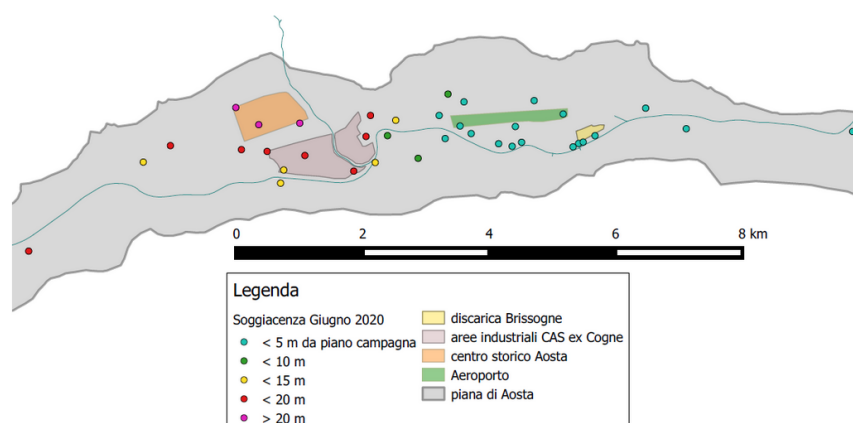 0 2 4 6 8 km
Legenda
Soggiacenza Giugno 2020
< 5 m da piano campagna
< 10 m
< 15 m
< 20 m
> 20 m
discarica Brissogne
aree industriali CAS ex Cogne
centro storico Aosta
Aeroporto
piana di Aosta